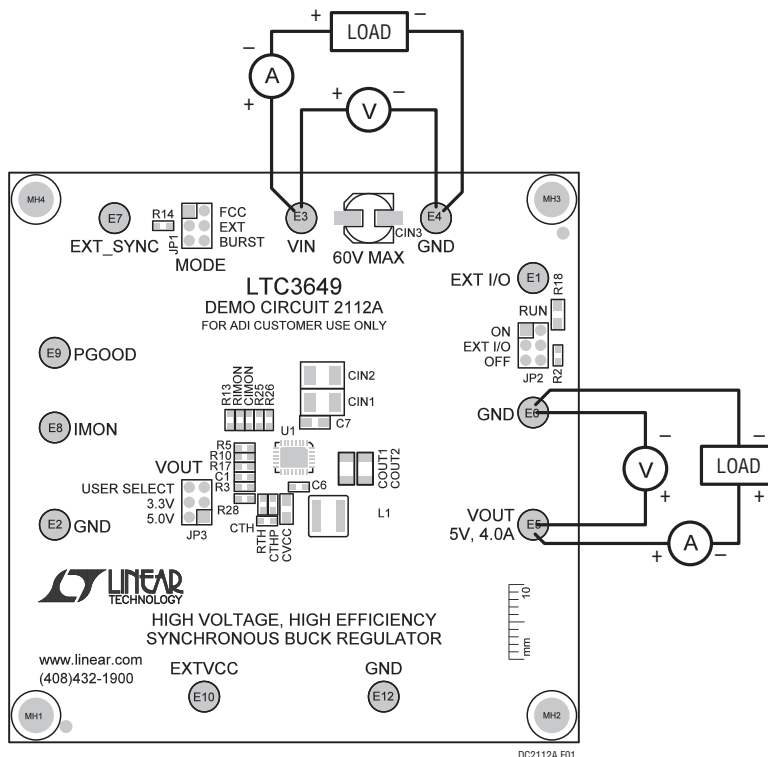 + LOAD −
−
A
+
+ V −
MH4
MH3
E7
EXT_SYNC
R14
JP1
FCC
EXT
BURST
MODE
E3
VIN
CIN3
60V MAX
E4
GND
LTC3649
DEMO CIRCUIT 2112A
FOR ADI CUSTOMER USE ONLY
EXT I/O
E1
R18
RUN
ON
EXT I/O
OFF
JP2
R2
E9
PGOOD
E8
IMON
R13
RIMON
CIMON
R25
R26
CIN2
CIN1
C7
U1
R5
R10
R17
C1
R3
R28
COUT1
COUT2
C6
L1
CTH
RTH
CTHP
CVCC
VOUT
USER SELECT
3.3V
5.0V
JP3
E2
GND
GND
E6
−
V
+
−
LOAD
+
VOUT
5V, 4.0A
E5
+ A −
LINEAR
TECHNOLOGY
HIGH VOLTAGE, HIGH EFFICIENCY
SYNCHRONOUS BUCK REGULATOR
10
mm
www.linear.com
(408)432-1900
EXTVCC
E10
GND
E12
MH1
MH2
DC2112A F01